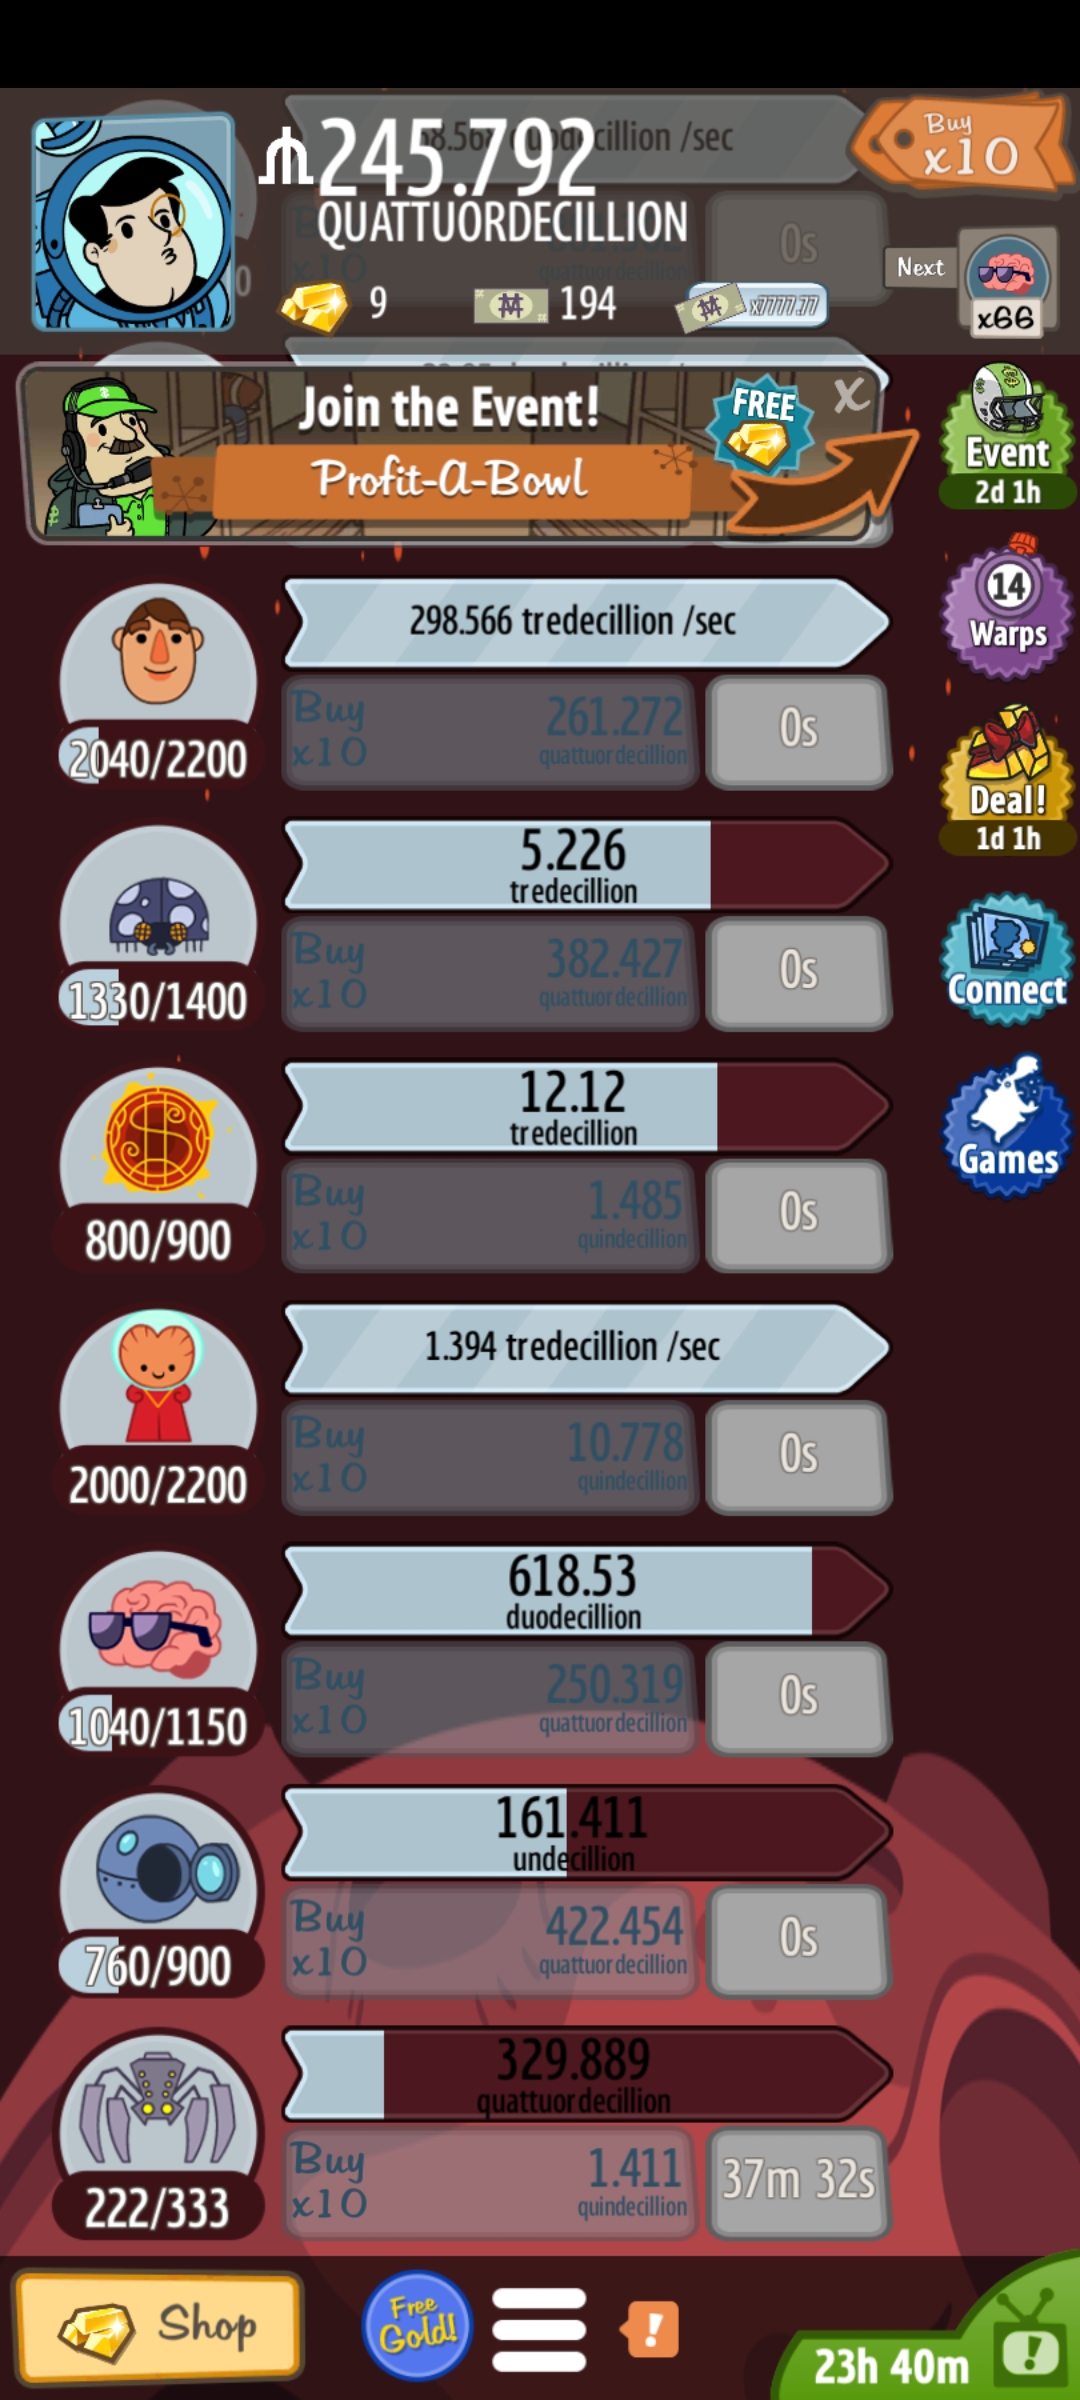 245.792
QUATTUORDECILLION
duodecillion /sec
Buy
x10
0s
9
194
x7777.77
Next
x66
Join the Event!
FREE
X
Profit-A-Bowl
Event
2d 1h
298.566 tredecillion /sec
2040/2200
Buy
x10
261.272
quattuordecillion
0s
14
Warps
5.226
tredecillion
1330/1400
Buy
x10
382.427
quattuordecillion
0s
Deal!
1d 1h
Connect
12.12
tredecillion
800/900
Buy
x10
1.485
quindecillion
0s
Games
1.394 tredecillion /sec
2000/2200
Buy
x10
10.778
quindecillion
0s
618.53
duodecillion
1040/1150
Buy
x10
250.319
quattuordecillion
0s
161.411
undecillion
760/900
Buy
x10
422.454
quattuordecillion
0s
329.889
quattuordecillion
222/333
Buy
x10
1.411
quindecillion
37m 32s
Shop
Free
Gold!
!
23h 40m
!